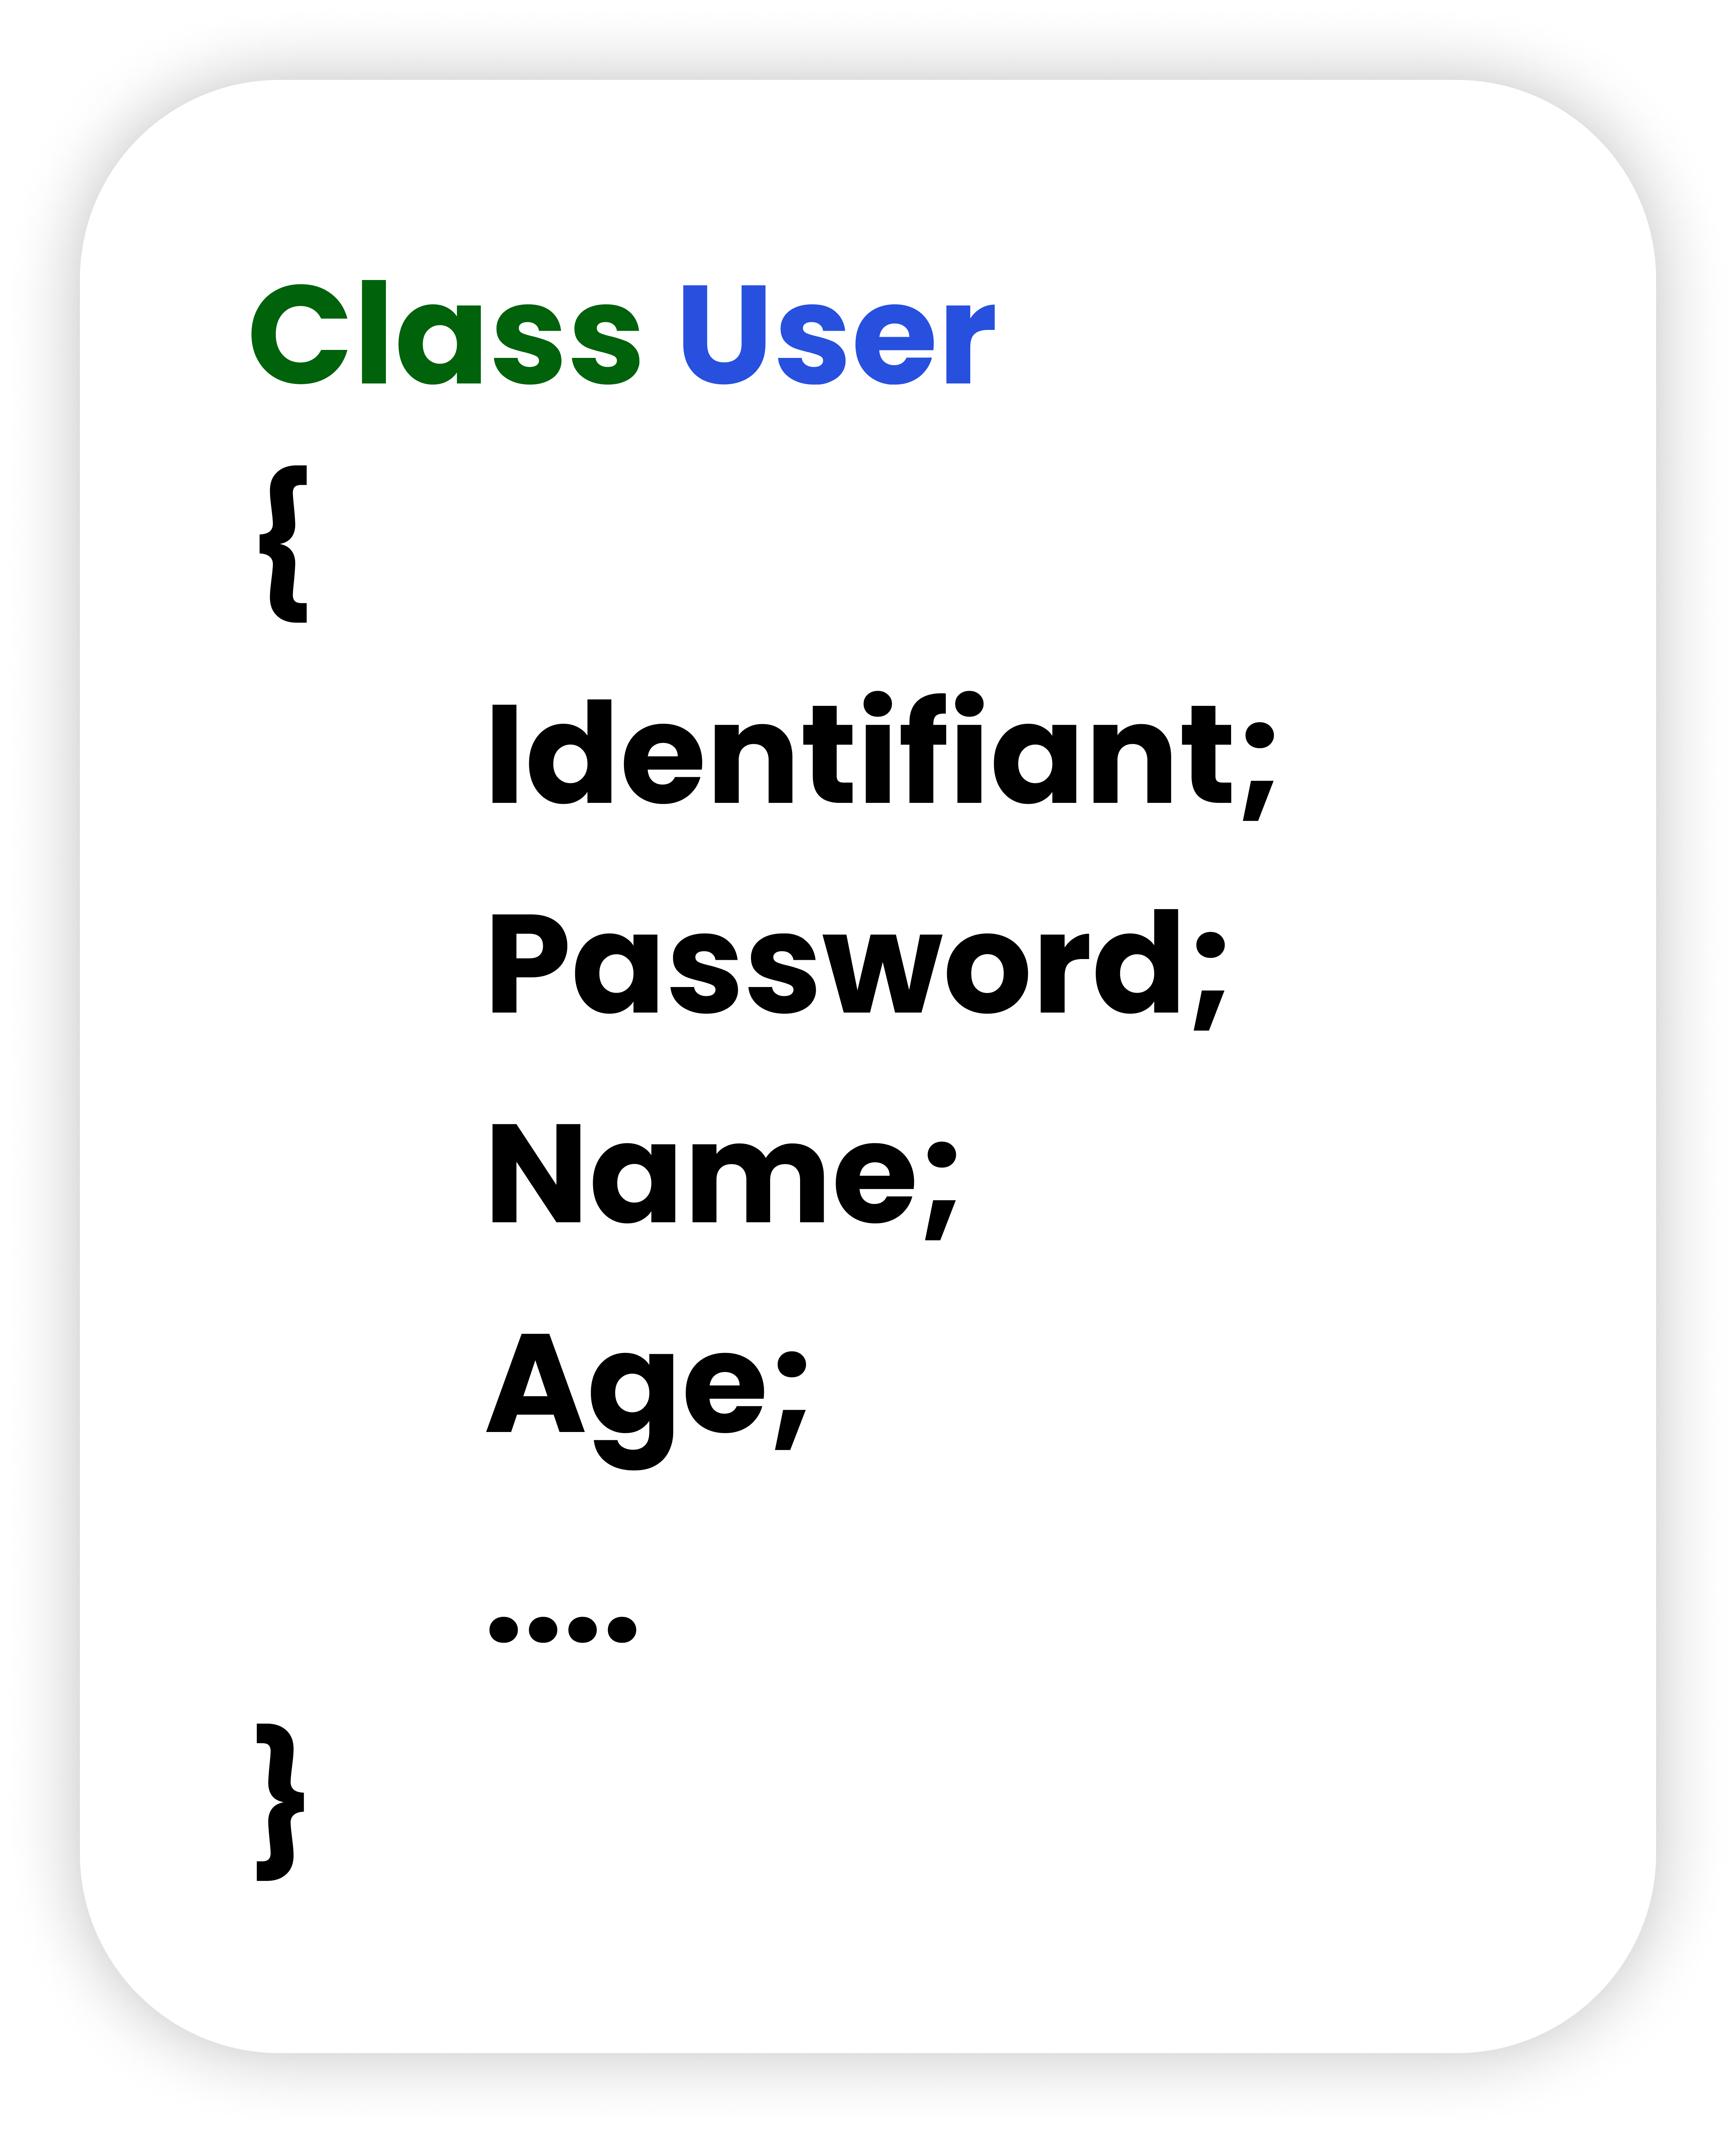 Class User
{
Identifiant;
Password;
Name;
Age;
....
}